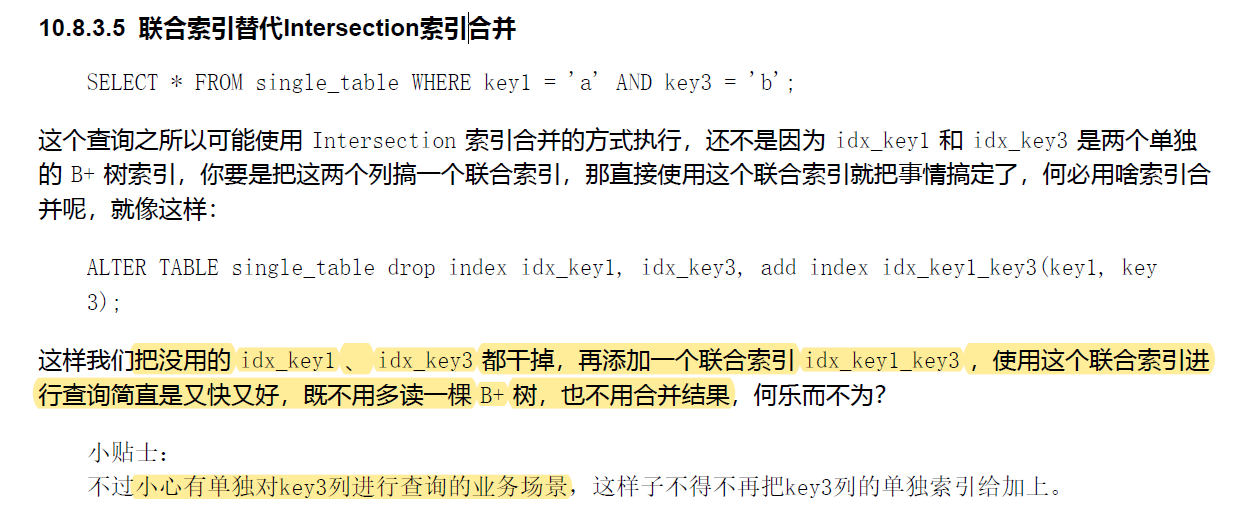 10.8.3.5 联合索引替代Intersection索引合并
SELECT * FROM single_table WHERE key1 = 'a' AND key3 = 'b';
这个查询之所以可能使用 Intersection 索引合并的方式执行，还不是因为 idx_key1 和 idx_key3 是两个单独
的 B+ 树索引，你要是把这两个列搞一个联合索引，那直接使用这个联合索引就把事情搞定了，何必用啥索引合
并呢，就像这样：
ALTER TABLE single_table drop index idx_key1, idx_key3, add index idx_key1_key3(key1, key
3);
这样我们把没用的 idx_key1 、 idx_key3 都干掉，再添加一个联合索引 idx_key1_key3 ，使用这个联合索引进
行查询简直是又快又好，既不用多读一棵 B+ 树，也不用合并结果，何乐而不为？
小贴士：
不过小心有单独对key3列进行查询的业务场景，这样子不得不再把key3列的单独索引给加上。